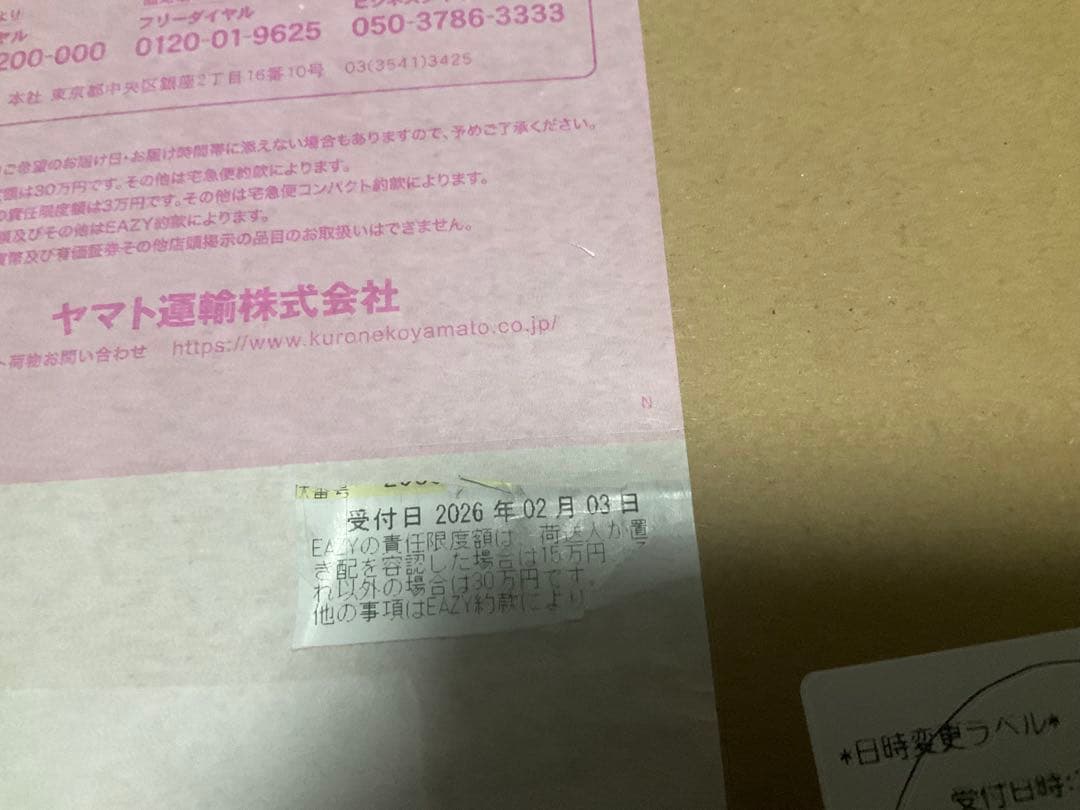 より
ヤル
フリーダイヤル
200-000 0120-01-9625 050-3786-3333
本社 東京都中央区銀座2丁目16番10号 03(3541)3425
ご希望のお届け日・お届け時間帯に添えない場合もありますので、予めご了承ください。
額は30万円です。その他は宅急便約款によります。
の責任限度額は3万円です。その他は宅急便コンパクト約款によります。
及びその他はEAZY約款によります。
貨幣及び有価証券その他店頭掲示の品目のお取扱いはできません。
ヤマト運輸株式会社
荷物お問い合わせ https://www.kuronekoyamato.co.jp/
N
番号
受付日 2026 年 02 月 03 日
EAZYの責任限度額は、荷送人が置
き配を容認した場合は15万円
れ以外の場合は30万円です。
他の事項はEAZY約款により
*日時変更ラベル*
受付日時: